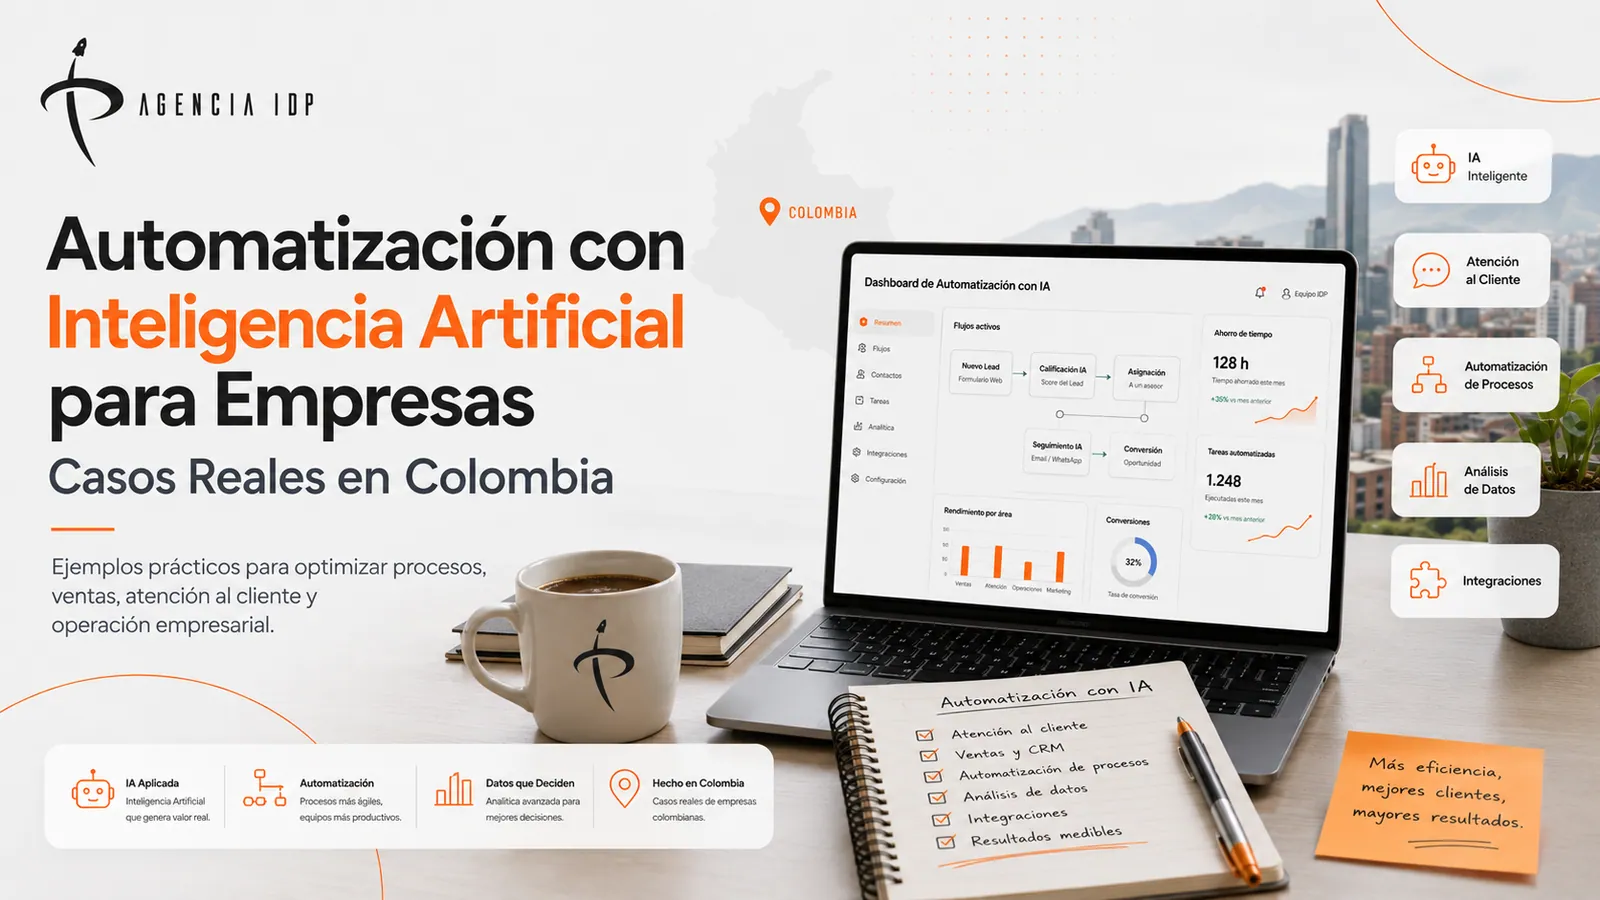 AGENCIA IDP
Automatización con
Inteligencia Artificial
para Empresas
Casos Reales en Colombia
Ejemplos prácticos para optimizar procesos,
ventas, atención al cliente y
operación empresarial.
COLOMBIA
Dashboard de Automatización con IA
Equipo IDP
Resumen
Flujos
Contactos
Tareas
Analítica
Integraciones
Configuración
Flujos activos
Nuevo Lead
Formulario Web
Calificación IA
Score del Lead
Asignación
A un asesor
Seguimiento IA
Email / WhatsApp
Conversión
Oportunidad
Ahorro de tiempo
128 h
Tiempo ahorrado este mes
+35% vs mes anterior
Tareas automatizadas
1.248
Ejecutadas este mes
+28% vs mes anterior
Rendimiento por área
Ventas
Atención
Operaciones
Marketing
Conversiones
32%
Tasa de conversión
IA
Inteligente
Atención
al Cliente
Automatización
de Procesos
Análisis
de Datos
Integraciones
Automatización con IA
Atención al cliente
Ventas y CRM
Automatización de procesos
Análisis de datos
Integraciones
Resultados medibles
Más eficiencia,
mejores clientes,
mayores resultados.
IA Aplicada
Inteligencia Artificial
que genera valor real.
Automatización
Procesos más ágiles,
equipos más productivos.
Datos que Deciden
Analítica avanzada para
mejores decisiones.
Hecho en Colombia
Casos reales de empresas
colombianas.